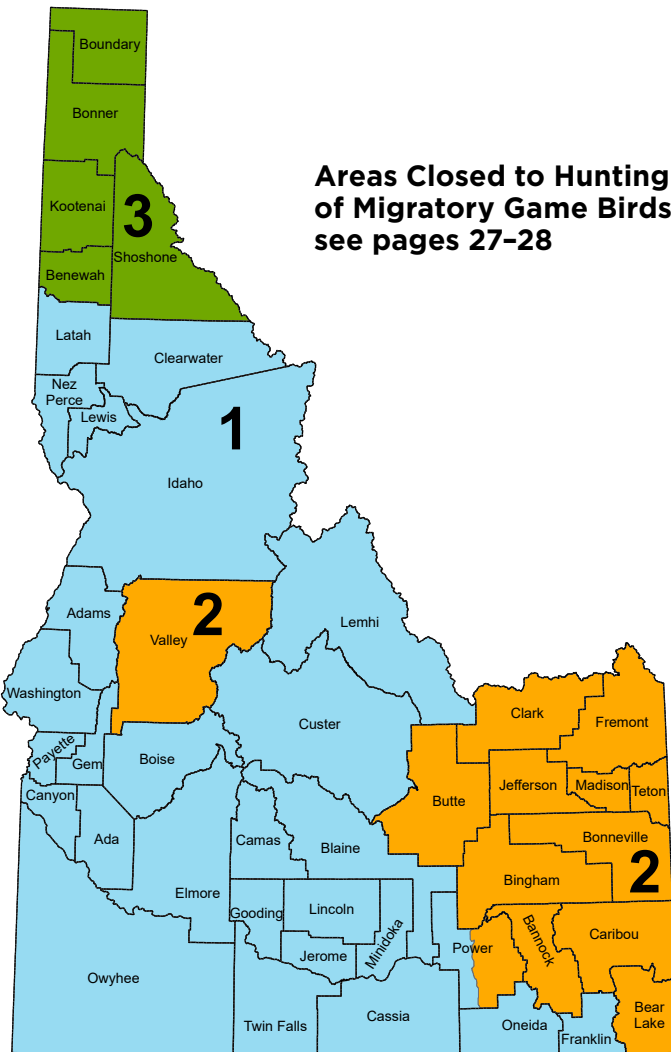 Boundary
Bonner
Areas Closed to Hunting
of Migratory Game Birds
see pages 27–28
Kootenai
3
Shoshone
Benewah
Latah
Clearwater
Nez
Perce
Lewis
1
Idaho
Adams
Valley
2
Lemhi
Washington
Custer
Clark
Fremont
Payette
Gem
Boise
Canyon
Butte
Jefferson
Madison
Teton
Ada
Camas
Blaine
Bonneville
2
Bingham
Elmore
Gooding
Lincoln
Minidoka
Jerome
Power
Bannock
Caribou
Owyhee
Twin Falls
Cassia
Oneida
Franklin
Bear
Lake